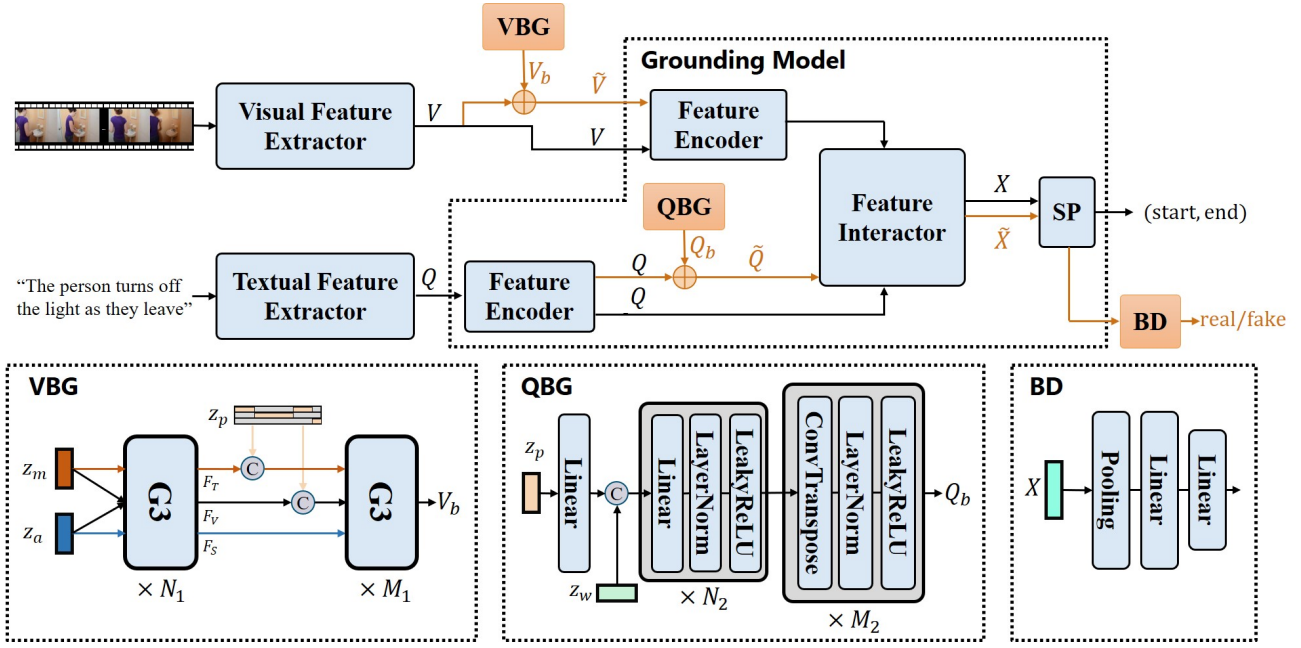 VBG
Grounding Model
V_b
Ṽ
Visual Feature
Extractor
V
V
Feature
Encoder
Feature
Interactor
X
X̃
SP
(start, end)
QBG
Q_b
Q̃
"The person turns off
the light as they leave"
Textual Feature
Extractor
Q
Feature
Encoder
Q
Q
BD
real/fake
VBG
z_p
z_m
z_a
G3
× N_1
C
C
F_T
F_V
F_S
G3
× M_1
V_b
QBG
z_p
Linear
C
z_w
Linear
LayerNorm
LeakyReLU
× N_2
ConvTranspose
LayerNorm
LeakyReLU
× M_2
Q_b
BD
X
Pooling
Linear
Linear